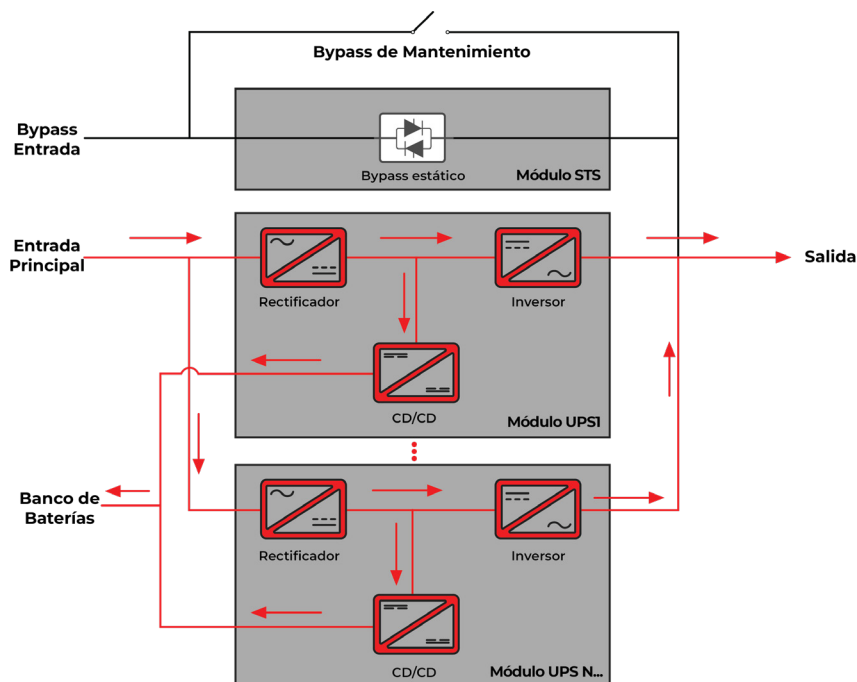 Bypass de Mantenimiento
Bypass
Entrada
Bypass estático
Módulo STS
Entrada
Principal
Rectificador
Inversor
Salida
CD/CD
Módulo UPS1
Banco de
Baterías
Rectificador
Inversor
CD/CD
Módulo UPS N...